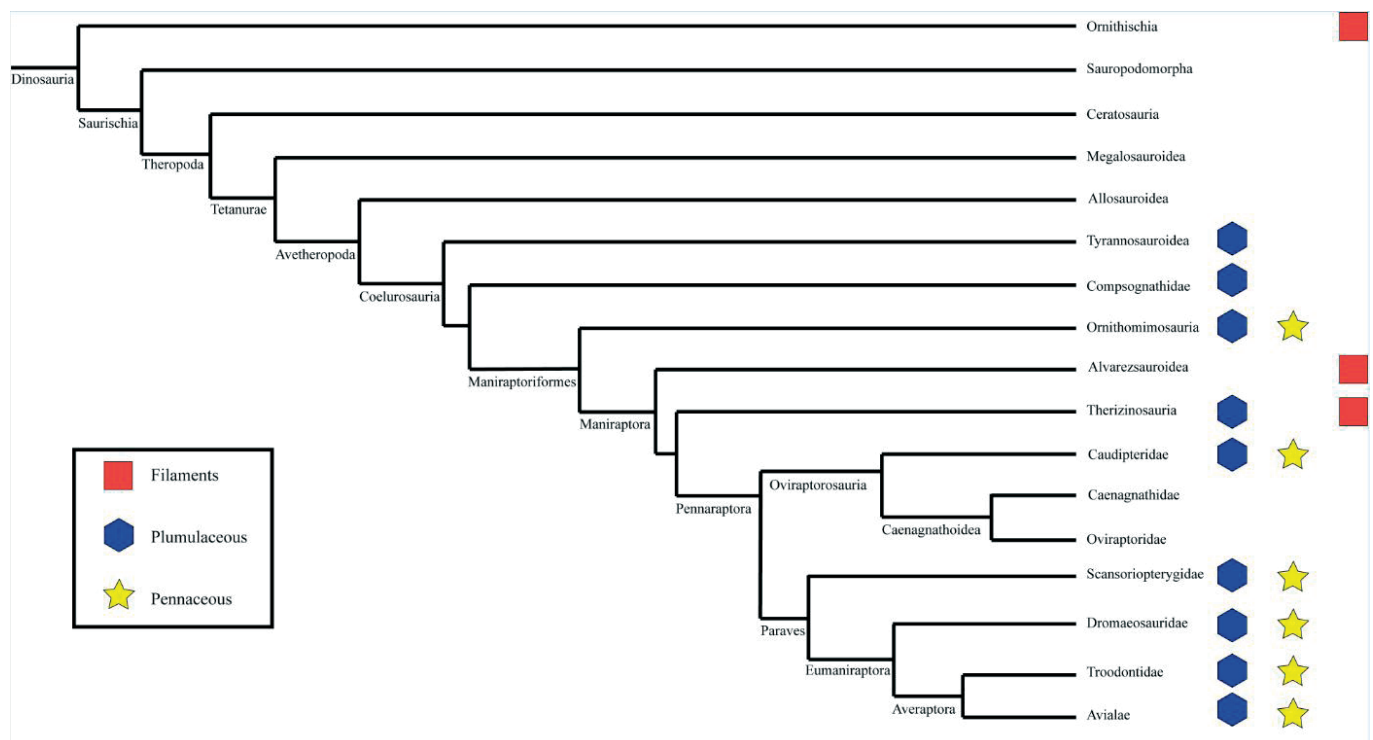 Ornithischia
Dinosauria
Sauropodomorpha
Saurischia
Ceratosauria
Theropoda
Megalosauroidea
Tetanurae
Allosauroidea
Avetheropoda
Tyrannosauroidea
Coelurosauria
Compsognathidae
Ornithomimosauria
Maniraptoriformes
Alvarezsauroidea
Maniraptora
Therizinosauria
Caudipteridae
Oviraptorosauria
Pennaraptora
Caenagnathidae
Caenagnathoidea
Oviraptoridae
Scansoriopterygidae
Paraves
Dromaeosauridae
Eumaniraptora
Troodontidae
Averaptora
Avialae
Filaments
Plumulaceous
Pennaceous